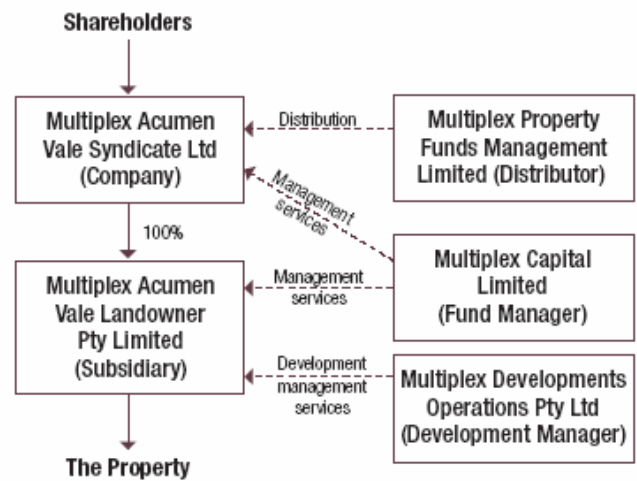 Shareholders
Multiplex Acumen
Vale Syndicate Ltd
(Company)
Distribution
Multiplex Property
Funds Management
Limited (Distributor)
Management
services
100%
Multiplex Acumen
Vale Landowner
Pty Limited
(Subsidiary)
Management
services
Multiplex Capital
Limited
(Fund Manager)
Development
management
services
Multiplex Developments
Operations Pty Ltd
(Development Manager)
The Property